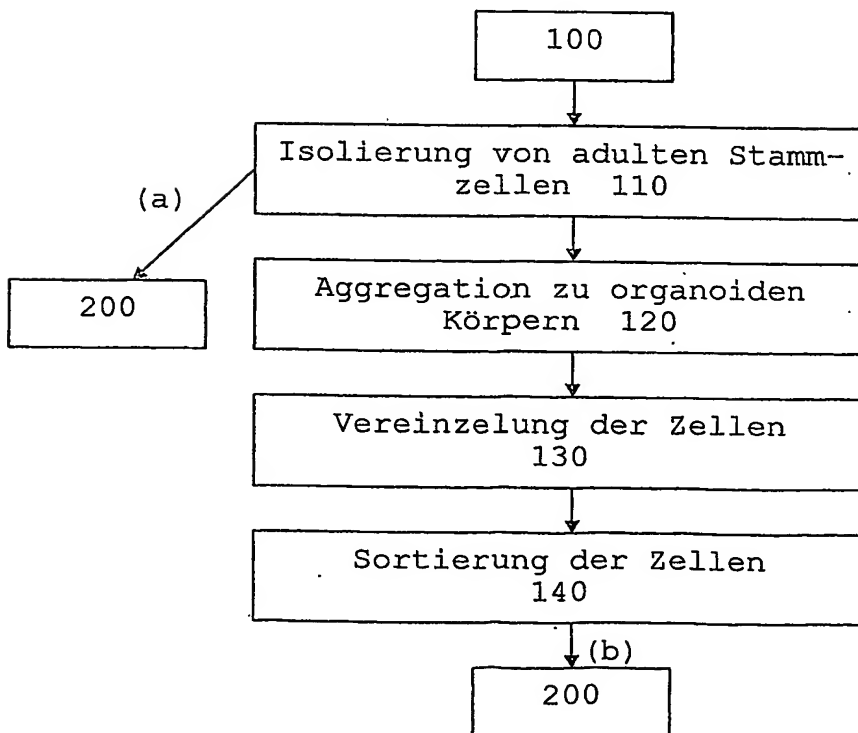 100
Isolierung von adulten Stamm-
zellen 110
(a)
200
Aggregation zu organoiden
Körpern 120
Vereinzelung der Zellen
130
Sortierung der Zellen
140
(b)
200